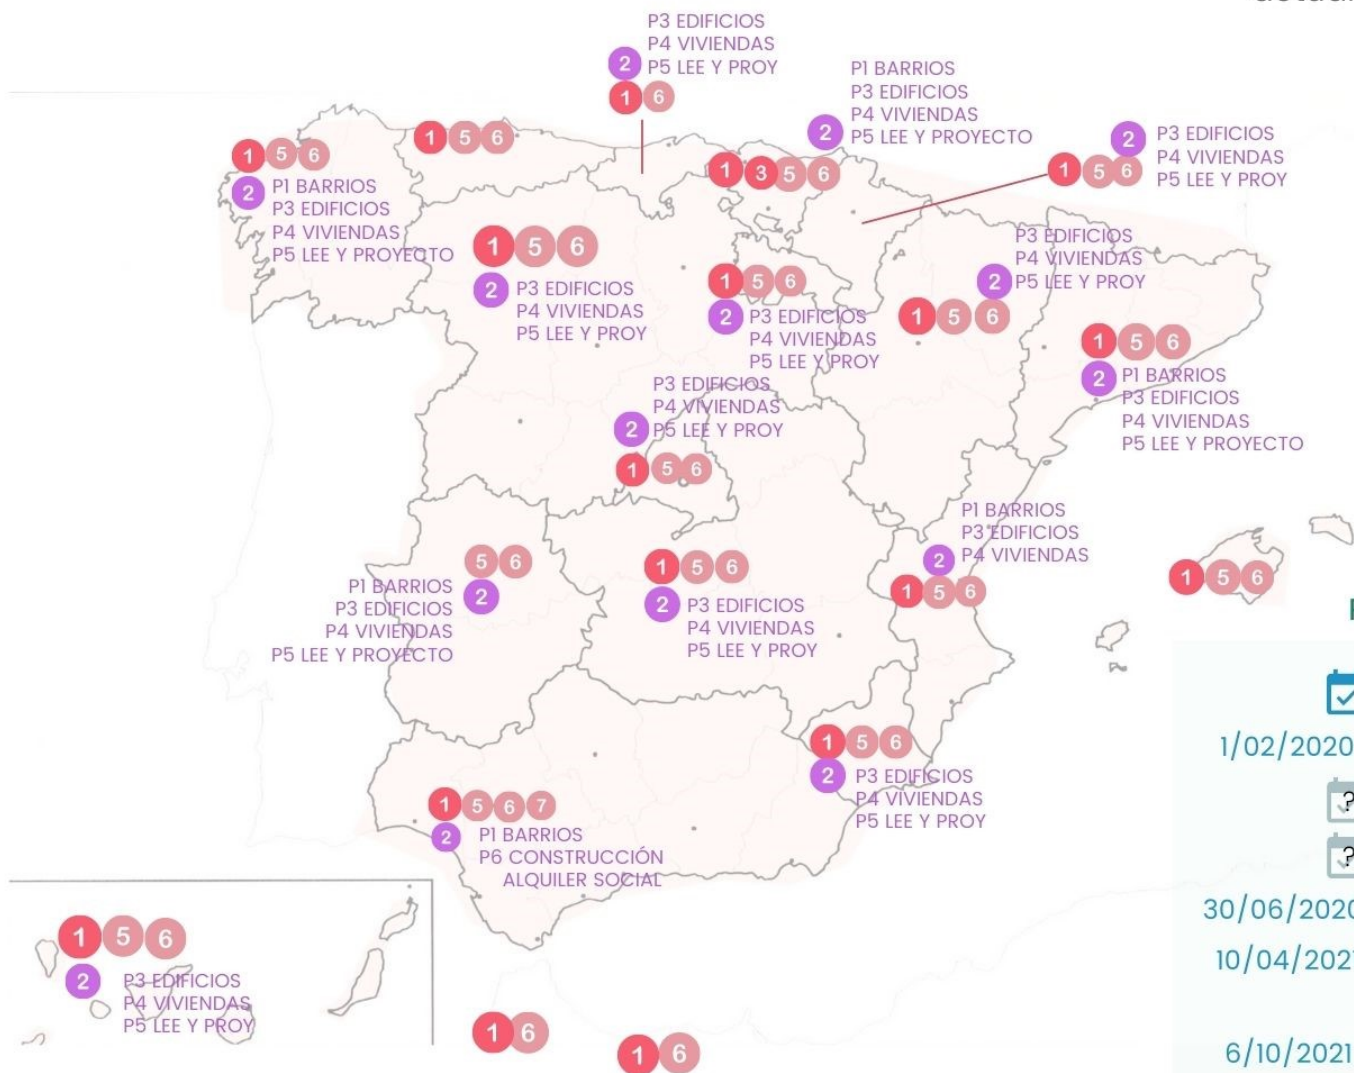 P3 EDIFICIOS
P4 VIVIENDAS
2 P5 LEE Y PROY
1 6
P1 BARRIOS
P3 EDIFICIOS
P4 VIVIENDAS
2 P5 LEE Y PROYECTO
2 P3 EDIFICIOS
P4 VIVIENDAS
1 5 6 P5 LEE Y PROY
1 5 6
1 5 6
2 P1 BARRIOS
P3 EDIFICIOS
P4 VIVIENDAS
P5 LEE Y PROYECTO
1 3 5 6
1 5 6
2 P3 EDIFICIOS
P4 VIVIENDAS
P5 LEE Y PROY
1 5 6
2 P3 EDIFICIOS
P4 VIVIENDAS
P5 LEE Y PROY
P3 EDIFICIOS
P4 VIVIENDAS
2 P5 LEE Y PROY
1 5 6
1 5 6
2 P1 BARRIOS
P3 EDIFICIOS
P4 VIVIENDAS
P5 LEE Y PROYECTO
P3 EDIFICIOS
P4 VIVIENDAS
2 P5 LEE Y PROY
1 5 6
P1 BARRIOS
P3 EDIFICIOS
2 P4 VIVIENDAS
1 5 6
5 6
P1 BARRIOS
P3 EDIFICIOS 2
P4 VIVIENDAS
P5 LEE Y PROYECTO
1 5 6
2 P3 EDIFICIOS
P4 VIVIENDAS
P5 LEE Y PROY
1 5 6
1 5 6
2 P3 EDIFICIOS
P4 VIVIENDAS
P5 LEE Y PROY
1 5 6 7
2 P1 BARRIOS
P6 CONSTRUCCIÓN
ALQUILER SOCIAL
1 5 6
2 P3 EDIFICIOS
P4 VIVIENDAS
P5 LEE Y PROY
1 6
1 6
1/02/2020
?
?
30/06/2020
6/10/2021